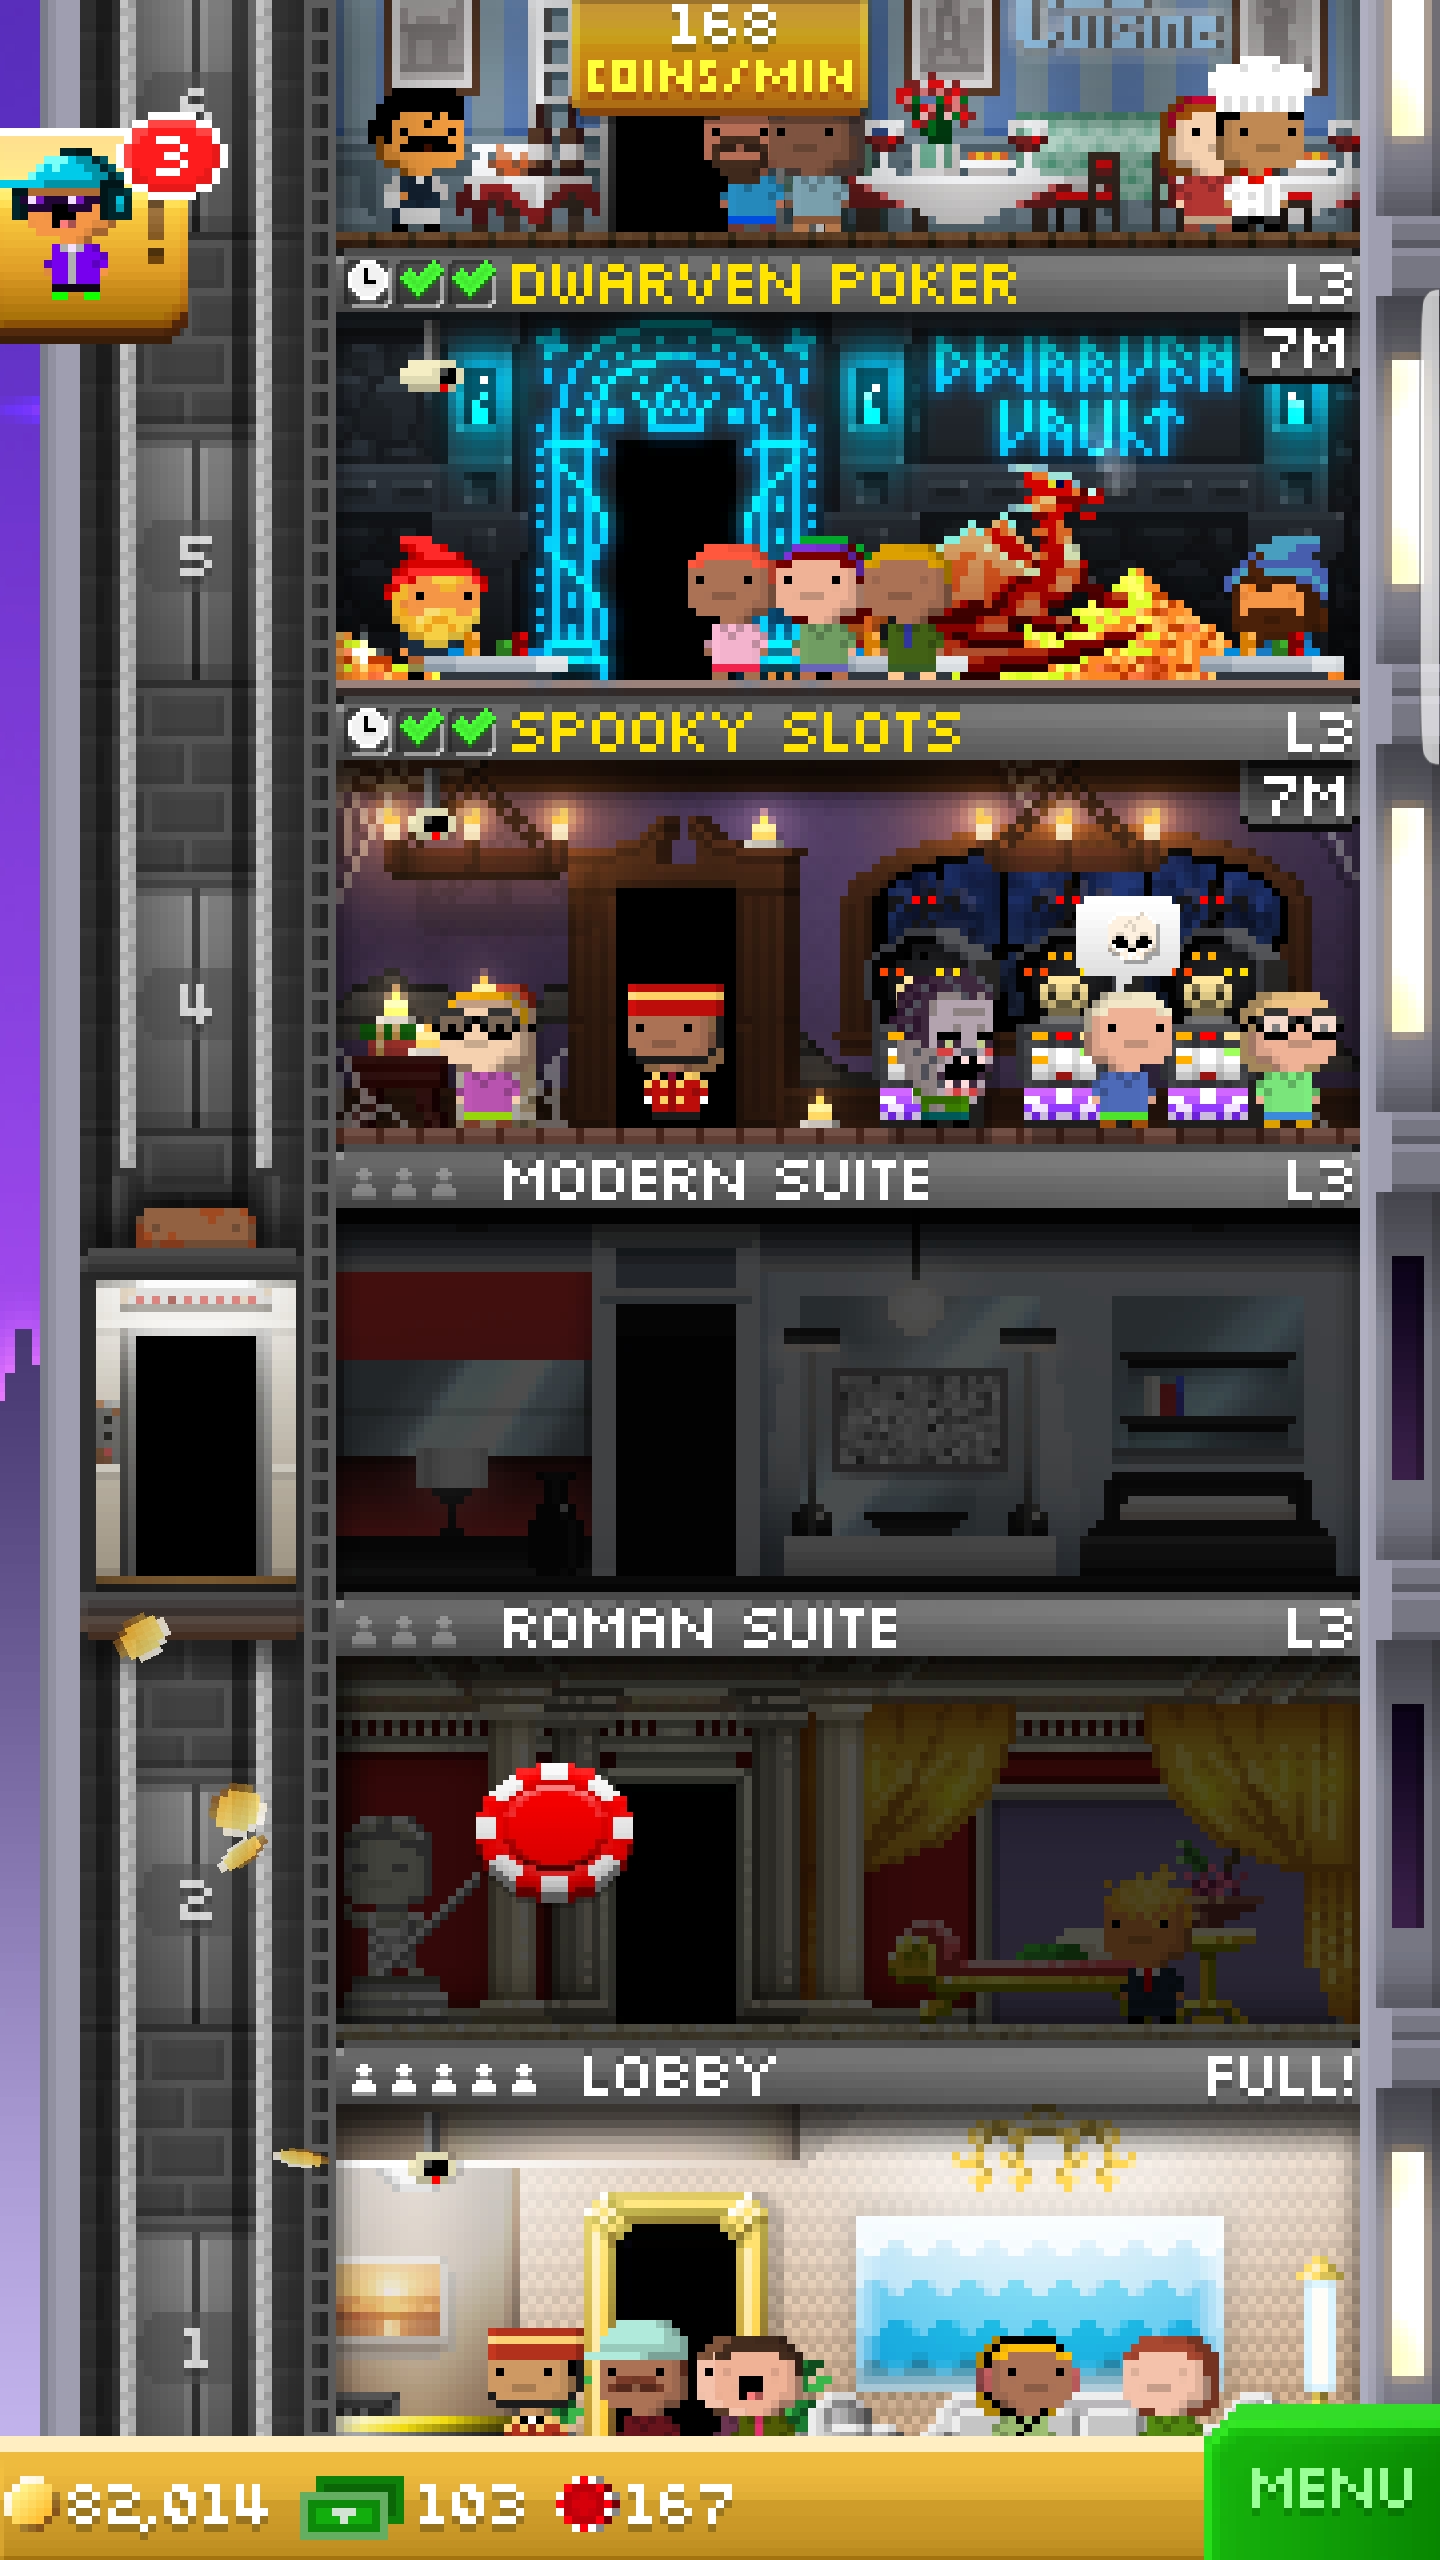 168
COINS/MIN
Cuisine
3
DWARVEN POKER
L3
7M
DWARVEN
VAULT
5
SPOOKY SLOTS
L3
7M
4
MODERN SUITE
L3
ROMAN SUITE
L3
2
LOBBY
FULL!
1
82,014
103
167
MENU